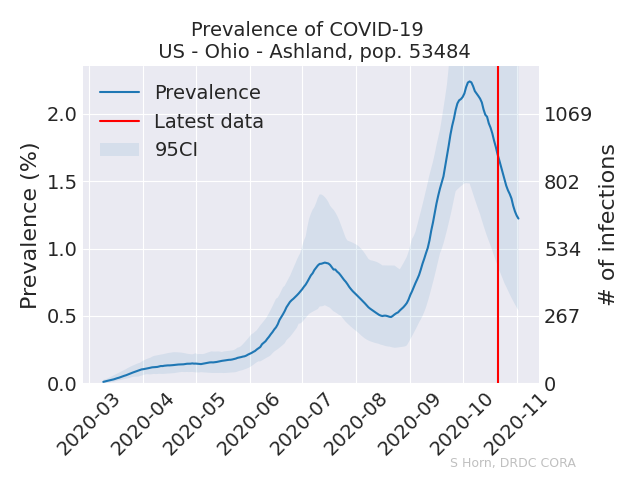 Prevalence of COVID-19
US - Ohio - Ashland, pop. 53484
Prevalence
Latest data
95CI
Prevalence (%)
2.0
1.5
1.0
0.5
0.0
1069
802
534
267
0
# of infections
2020-03
2020-04
2020-05
2020-06
2020-07
2020-08
2020-09
2020-10
2020-11
S Horn, DRDC CORA